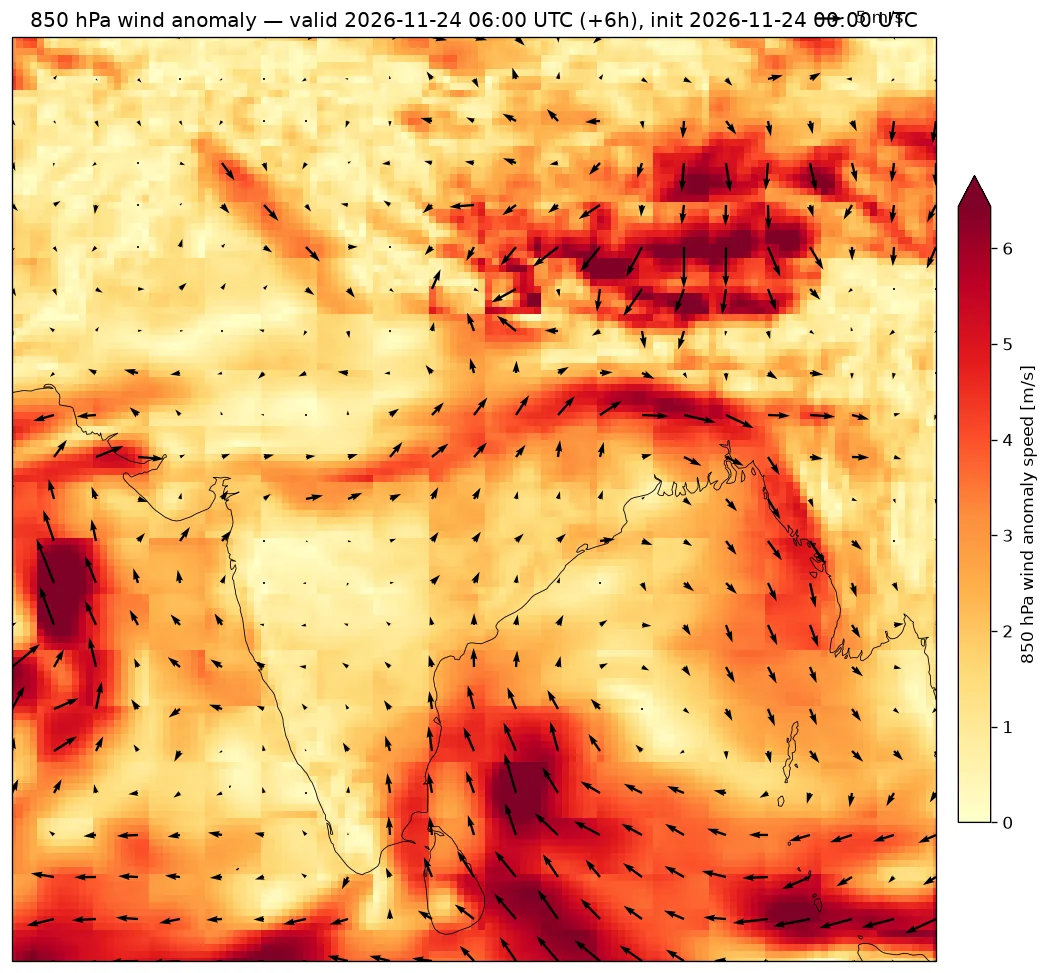 850 hPa wind anomaly — valid 2026-11-24 06:00 UTC (+6h), init 2026-11-24 00:00 UTC
5 m/s
6
5
4
3
2
1
0
850 hPa wind anomaly speed [m/s]